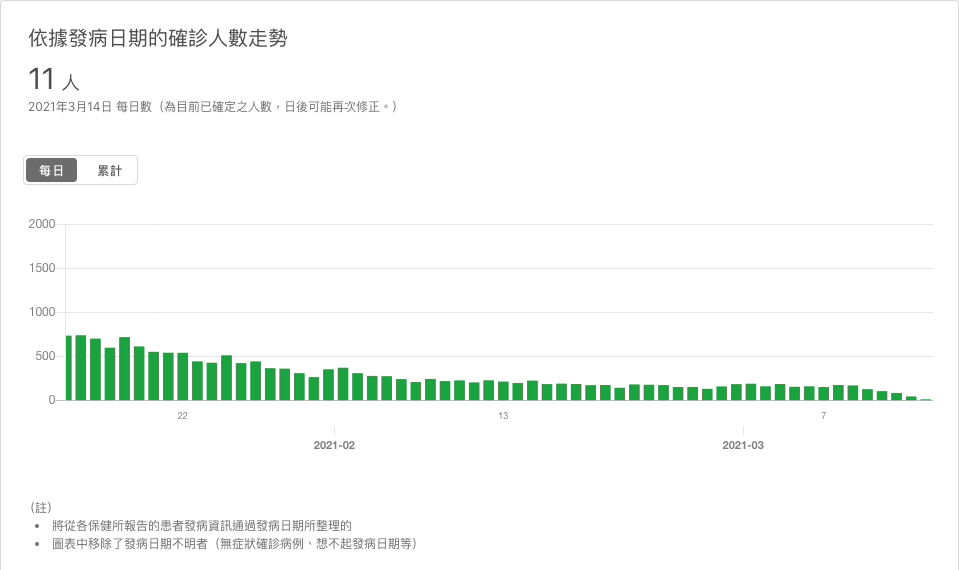 依據發病日期的確診人數走勢
11 人
2021年3月14日 每日數（為目前已確定之人數，日後可能再次修正。）
每日 累計
2000
1500
1000
500
0
22 13 7
2021-02 2021-03
（註）
• 將從各保健所報告的患者發病資訊通過發病日期所整理的
• 圖表中移除了發病日期不明者（無症狀確診病例、想不起發病日期等）